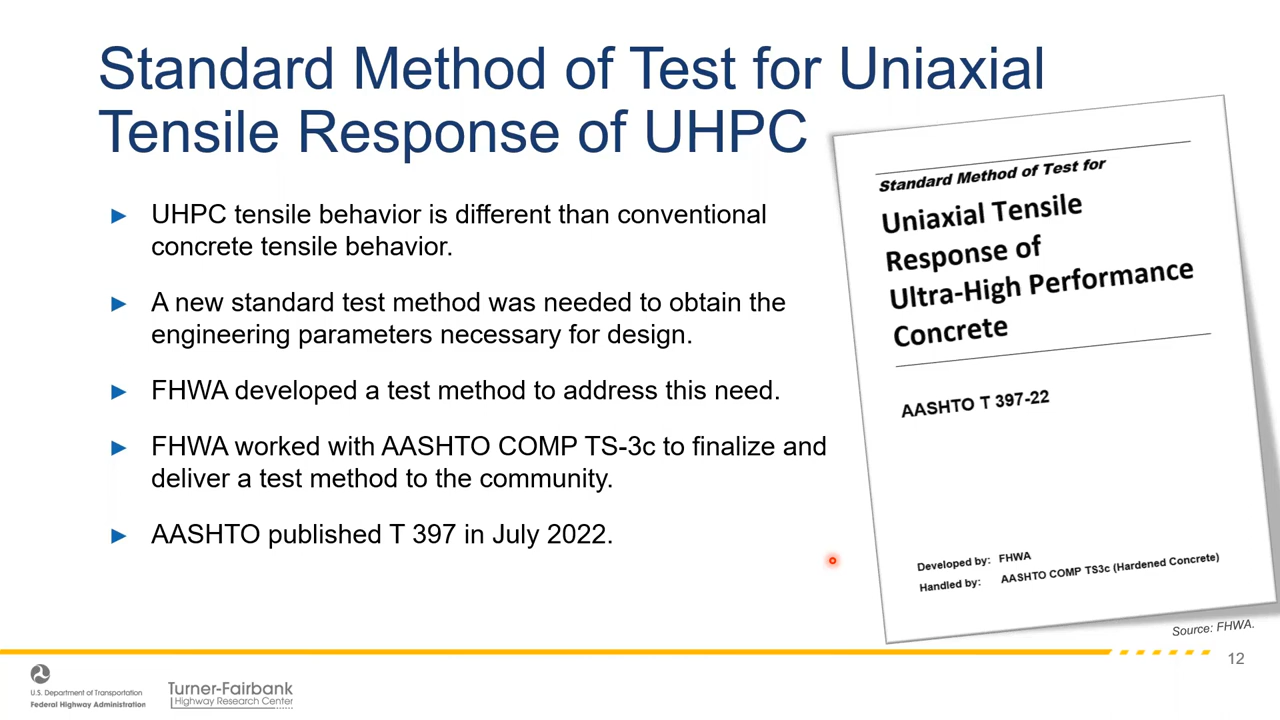 Standard Method of Test for Uniaxial
Tensile Response of UHPC
► UHPC tensile behavior is different than conventional
concrete tensile behavior.
► A new standard test method was needed to obtain the
engineering parameters necessary for design.
► FHWA developed a test method to address this need.
► FHWA worked with AASHTO COMP TS-3c to finalize and
deliver a test method to the community.
► AASHTO published T 397 in July 2022.
Standard Method of Test for
Uniaxial Tensile
Response of
Ultra-High Performance
Concrete
AASHTO T 397-22
Developed by: FHWA
Handled by: AASHTO COMP TS3c (Hardened Concrete)
Source: FHWA.
12
U.S. Department of Transportation
Federal Highway Administration
Turner-Fairbank
Highway Research Center